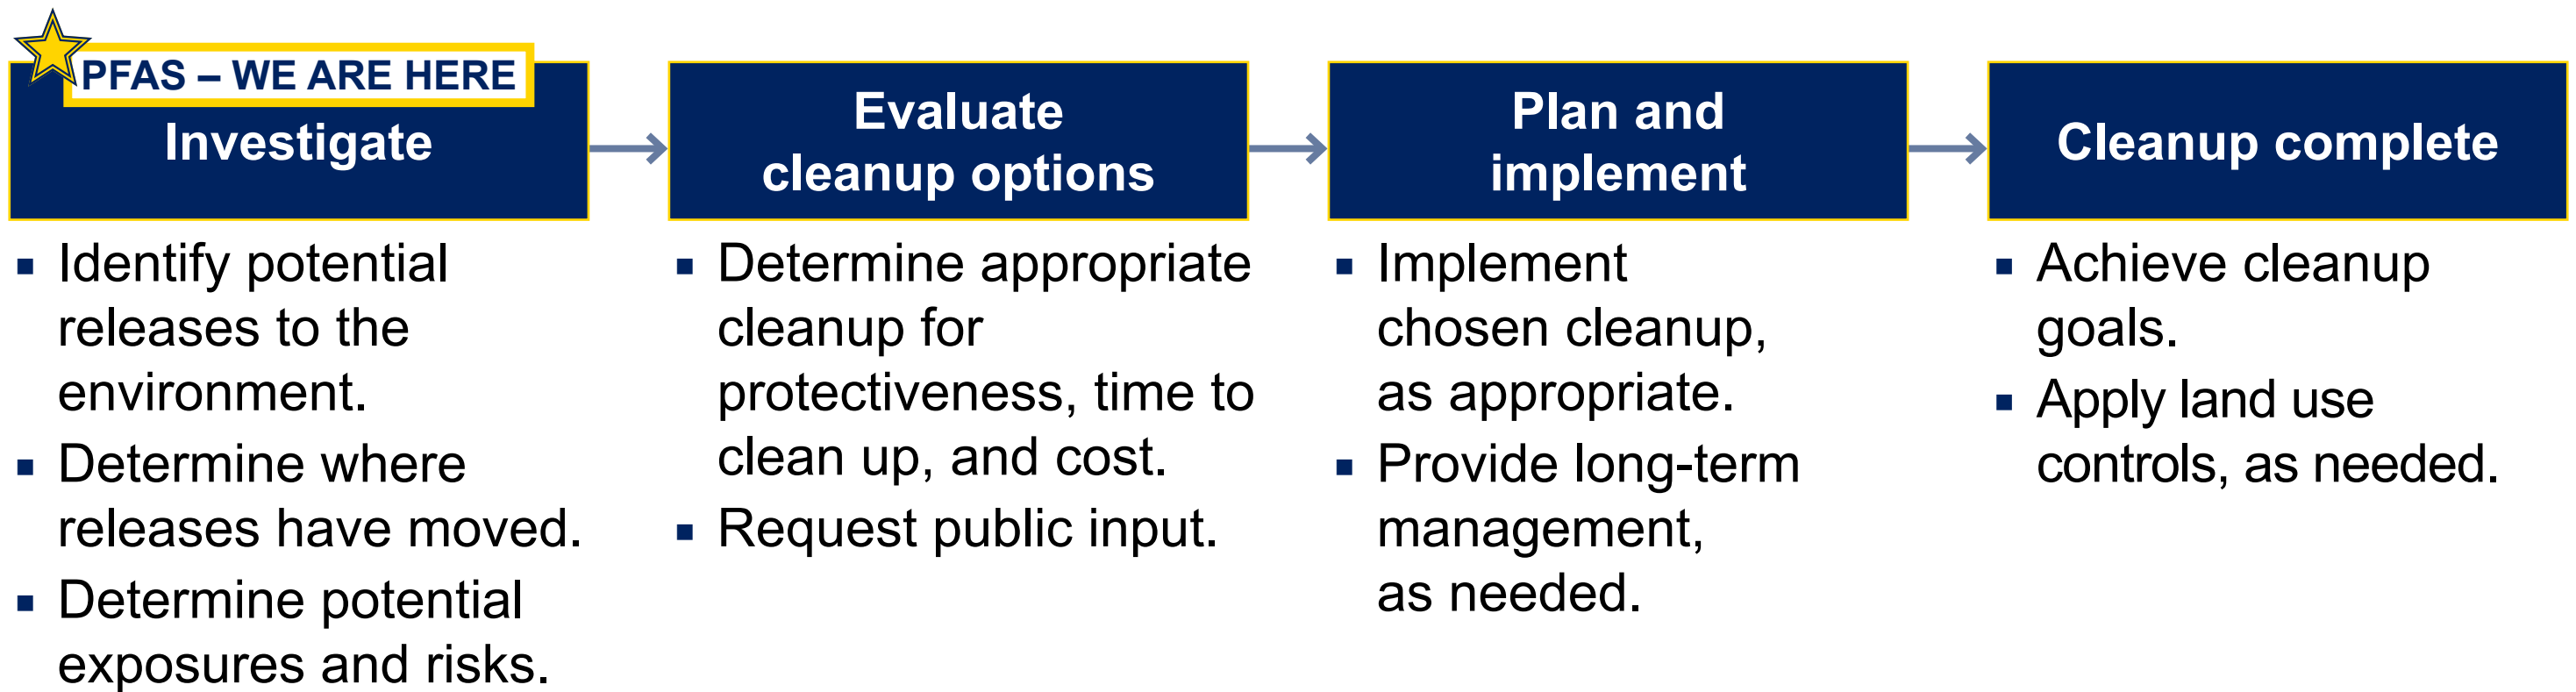 PFAS – WE ARE HERE
Investigate
▪ Identify potential
releases to the
environment.
▪ Determine where
releases have moved.
▪ Determine potential
exposures and risks.
Evaluate
cleanup options
▪ Determine appropriate
cleanup for
protectiveness, time to
clean up, and cost.
▪ Request public input.
Plan and
implement
▪ Implement
chosen cleanup,
as appropriate.
▪ Provide long-term
management,
as needed.
Cleanup complete
▪ Achieve cleanup
goals.
▪ Apply land use
controls, as needed.